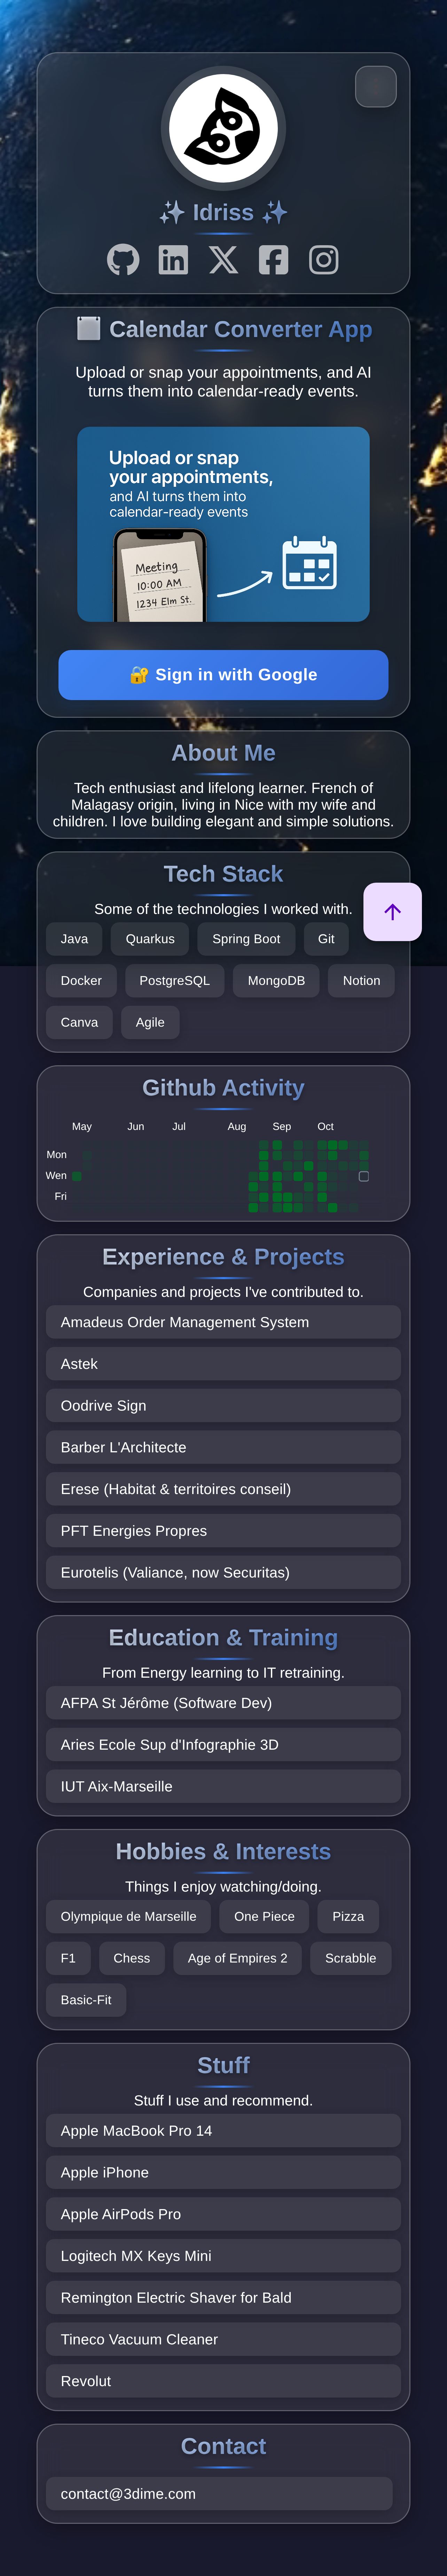 ✨ Idriss ✨
Calendar Converter App
Upload or snap your appointments, and AI
turns them into calendar-ready events.
Upload or snap
your appointments,
and AI turns them into
calendar-ready events
Meeting
10:00 AM
1234 Elm St.
🔐 Sign in with Google
About Me
Tech enthusiast and lifelong learner. French of
Malagasy origin, living in Nice with my wife and
children. I love building elegant and simple solutions.
Tech Stack
Some of the technologies I worked with.
Java Quarkus Spring Boot Git
Docker PostgreSQL MongoDB Notion
Canva Agile
Github Activity
May Jun Jul Aug Sep Oct
Mon
Wen
Fri
Experience & Projects
Companies and projects I've contributed to.
Amadeus Order Management System
Astek
Oodrive Sign
Barber L'Architecte
Erese (Habitat & territoires conseil)
PFT Energies Propres
Eurotelis (Valiance, now Securitas)
Education & Training
From Energy learning to IT retraining.
AFPA St Jérôme (Software Dev)
Aries Ecole Sup d'Infographie 3D
IUT Aix-Marseille
Hobbies & Interests
Things I enjoy watching/doing.
Olympique de Marseille One Piece Pizza
F1 Chess Age of Empires 2 Scrabble
Basic-Fit
Stuff
Stuff I use and recommend.
Apple MacBook Pro 14
Apple iPhone
Apple AirPods Pro
Logitech MX Keys Mini
Remington Electric Shaver for Bald
Tineco Vacuum Cleaner
Revolut
Contact
contact@3dime.com